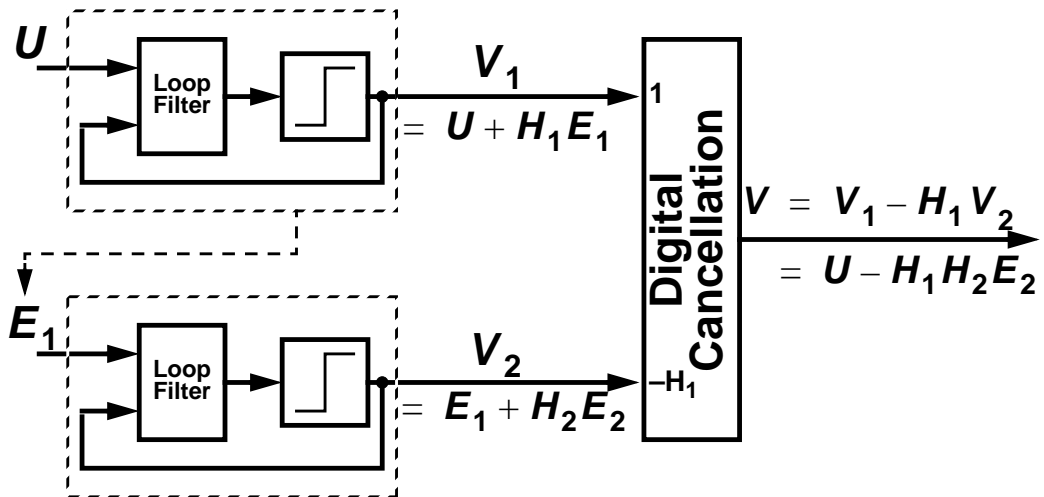 U
Loop
Filter
V₁
= U + H₁E₁
1
Digital
Cancellation
V = V₁ – H₁V₂
= U – H₁H₂E₂
E₁
Loop
Filter
V₂
= E₁ + H₂E₂
–H₁